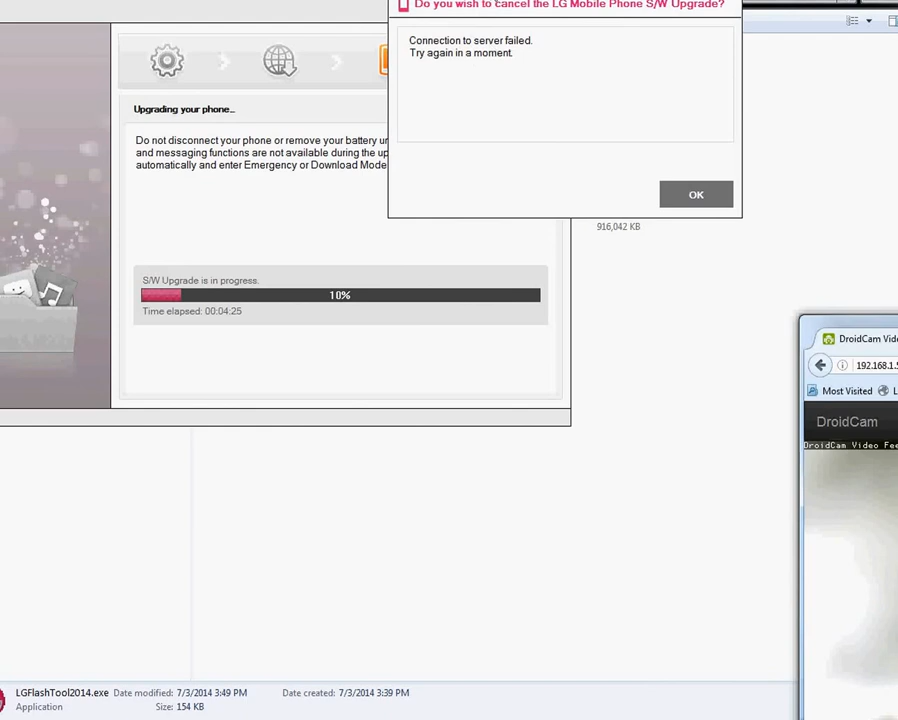 Do you wish to cancel the LG Mobile Phone S/W Upgrade?
Connection to server failed.
Try again in a moment.
OK
Upgrading your phone...
Do not disconnect your phone or remove your battery
and messaging functions are not available during the
automatically and enter Emergency or Download Mode
S/W Upgrade is in progress.
10%
Time elapsed: 00:04:25
916,042 KB
DroidCam
192.168.1.
Most Visited
DroidCam
DroidCam Video
LGFlashTool2014.exe Date modified: 7/3/2014 3:49 PM Date created: 7/3/2014 3:39 PM
Application Size: 154 KB